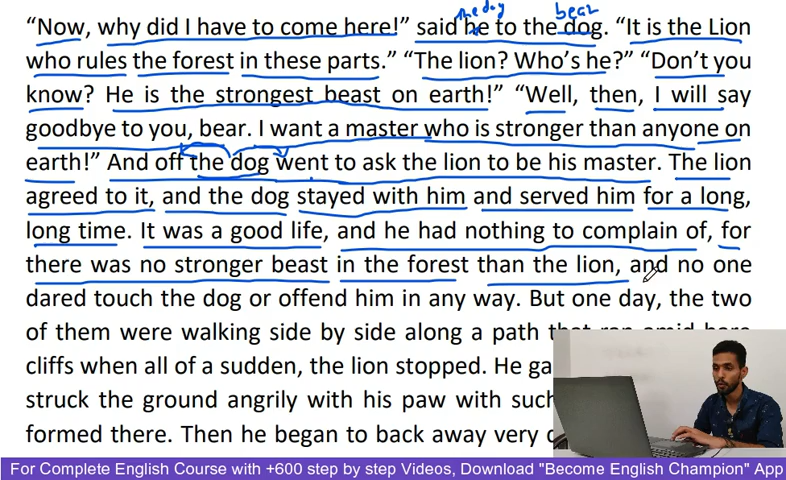 the dog
bear
“Now, why did I have to come here!” said he to the dog. “It is the Lion
who rules the forest in these parts.” “The lion? Who’s he?” “Don’t you
know? He is the strongest beast on earth!” “Well, then, I will say
goodbye to you, bear. I want a master who is stronger than anyone on
earth!” And off the dog went to ask the lion to be his master. The lion
agreed to it, and the dog stayed with him and served him for a long,
long time. It was a good life, and he had nothing to complain of, for
there was no stronger beast in the forest than the lion, and no one
dared touch the dog or offend him in any way. But one day, the two
of them were walking side by side along a path
cliffs when all of a sudden, the lion stopped. He
struck the ground angrily with his paw with such
formed there. Then he began to back away very
For Complete English Course with +600 step by step Videos, Download "Become English Champion" App